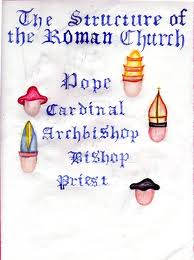 The Structure of
the Roman Church
Pope
Cardinal
Archbishop
Bishop
Priest